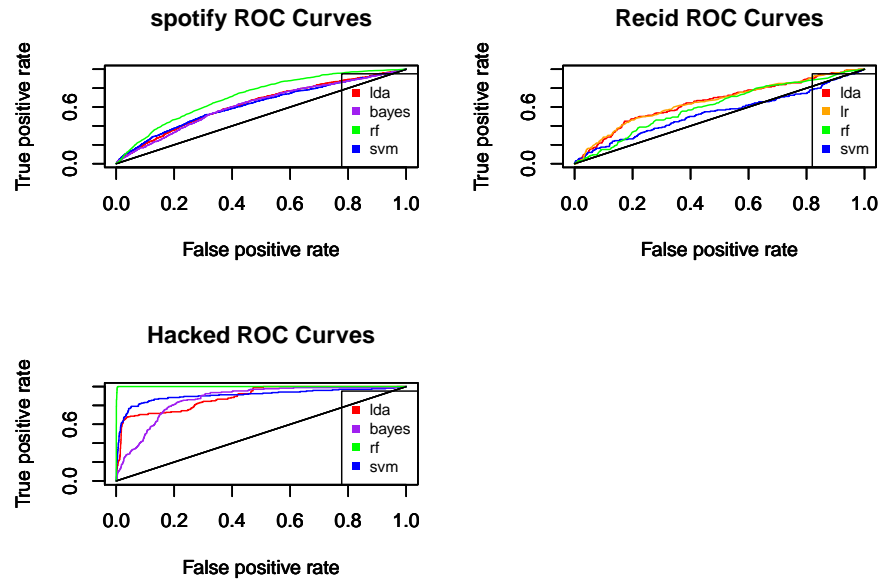 spotify ROC Curves
True positive rate
0.0 0.6
lda
bayes
rf
svm
0.0 0.2 0.4 0.6 0.8 1.0
False positive rate
Recid ROC Curves
True positive rate
0.0 0.6
lda
lr
rf
svm
0.0 0.2 0.4 0.6 0.8 1.0
False positive rate
Hacked ROC Curves
True positive rate
0.0 0.6
lda
bayes
rf
svm
0.0 0.2 0.4 0.6 0.8 1.0
False positive rate